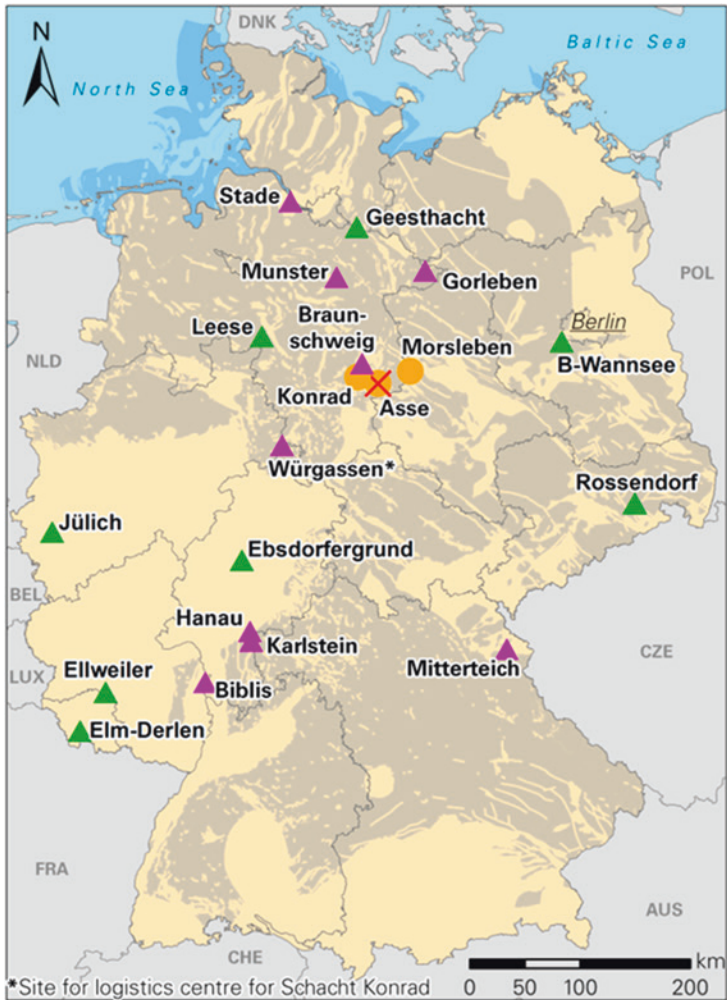 DNK
N
Baltic Sea
North Sea
Stade
Geesthacht
POL
Munster
Gorleben
Braun-
schweig
Berlin
Leese
Morsleben
NLD
B-Wannsee
Konrad
Asse
Würgassen*
Rossendorf
Jülich
Ebsdorfergrund
BEL
Hanau
Karlstein
CZE
LUX
Ellweiler
Mitterteich
Biblis
Elm-Derlen
FRA
AUS
CHE
km
*Site for logistics centre for Schacht Konrad
0 50 100 200